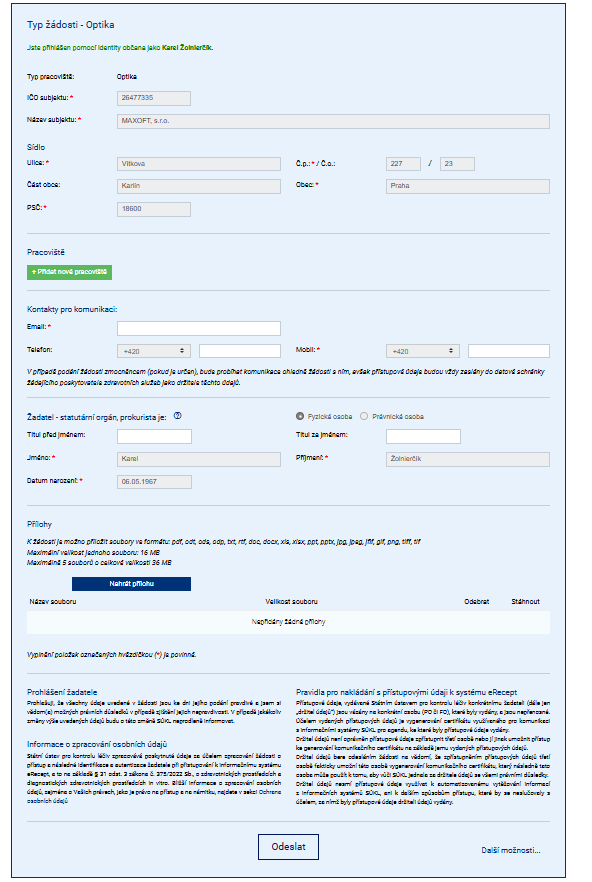 Typ žádosti - Optika
Jste přihlášen pomocí identity občana jako Karel Žolnierčík.
Typ pracoviště: Optika
IČO subjektu: * 26477335
Název subjektu: * MAXOFT, s.r.o.
Sídlo
Ulice: * Vítkova Č.p.: * / Č.o.: 227 / 23
Část obce: Karlín Obec: * Praha
PSČ: * 18600
Pracoviště
+ Přidat nové pracoviště
Kontakty pro komunikaci:
Email: *
Telefon: +420 Mobil: * +420
V případě podání žádosti zmocněncem (pokud je určen), bude probíhat komunikace ohledně žádosti s ním, avšak přístupové údaje budou vždy zaslány do datové schránky
žádajícího poskytovatele zdravotních služeb jako držitele těchto údajů.
Žadatel - statutární orgán, prokurista je: Fyzická osoba Právnická osoba
Titul před jménem: Titul za jménem:
Jméno: * Karel Příjmení: * Žolnierčík
Datum narození: * 06.05.1967
Přílohy
K žádosti je možno přiložit soubory ve formátu: pdf, odt, ods, odp, txt, rtf, doc, docx, xls, xlsx, ppt, pptx, jpg, jpeg, jfif, gif, png, tiff, tif
Maximální velikost jednoho souboru: 16 MB
Maximálně 5 souborů o celkové velikosti 36 MB
Nahrát přílohu
Název souboru Velikost souboru Odebrat Stáhnout
Nepřidány žádné přílohy
Vyplnění položek označených hvězdičkou (*) je povinné.
Prohlášení žadatele
Prohlašuji, že všechny údaje uvedené v žádosti jsou ke dni jejího podání pravdivé a jsem si
vědom(a) možných právních důsledků v případě zjištění jejich nepravdivosti. V případě jakékoliv
změny výše uvedených údajů budu o této změně SÚKL neprodleně informovat.
Informace o zpracování osobních údajů
Státní ústav pro kontrolu léčiv zpracovává poskytnuté údaje za účelem zpracování žádosti o
přístup a následné identifikace a autentizace žadatele při přistupování k informačnímu systému
eRecept, a to na základě § 31 odst. 3 zákona č. 375/2022 Sb., o zdravotnických prostředcích a
diagnostických zdravotnických prostředcích in vitro. Bližší informace o zpracování osobních
údajů, zejména o Vašich právech, jako je právo na přístup a na námitku, najdete v sekci Ochrana
osobních údajů
Pravidla pro nakládání s přístupovými údaji k systému eRecept
Přístupové údaje, vydávané Státním ústavem pro kontrolu léčiv konkrétnímu žadateli (dále jen
„držitel údajů“) jsou vázány na konkrétní osobu (PO či FO), které byly vydány, a jsou nepřenosné.
Účelem vydaných přístupových údajů je vygenerování certifikátu využívaného pro komunikaci
s informačními systémy SÚKL pro agendu, ke které byly přístupové údaje vydány.
Držitel údajů není oprávněn přístupové údaje zpřístupnit třetí osobě nebo jí jinak umožnit přístup
ke generování komunikačního certifikátu na základě jemu vydaných přístupových údajů.
Držitel údajů bere odesláním žádosti na vědomí, že zpřístupněním přístupových údajů třetí
osobě fakticky umožní této osobě vygenerování komunikačního certifikátu, který následně tato
osoba může použít k tomu, aby vůči SÚKL jednala za držitele údajů se všemi právními důsledky.
Držitel údajů nesmí přístupové údaje využívat k automatizovanému vytěžování informací
z informačních systémů SÚKL, ani k dalším způsobům přístupu, které by se neslučovaly s
účelem, za nímž byly přístupové údaje držiteli údajů vydány.
Odeslat
Další možnosti...